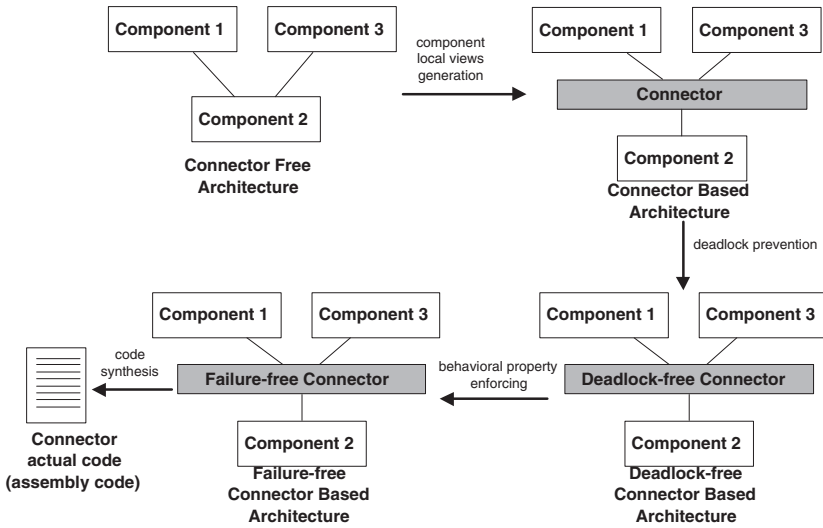 Component 1
Component 3
Component 2
Connector Free
Architecture
component
local views
generation
Component 1
Component 3
Connector
Component 2
Connector Based
Architecture
deadlock prevention
Component 1
Component 3
Deadlock-free Connector
Component 2
Deadlock-free
Connector Based
Architecture
behavioral property
enforcing
Component 1
Component 3
Failure-free Connector
Component 2
Failure-free
Connector Based
Architecture
code
synthesis
Connector
actual code
(assembly code)